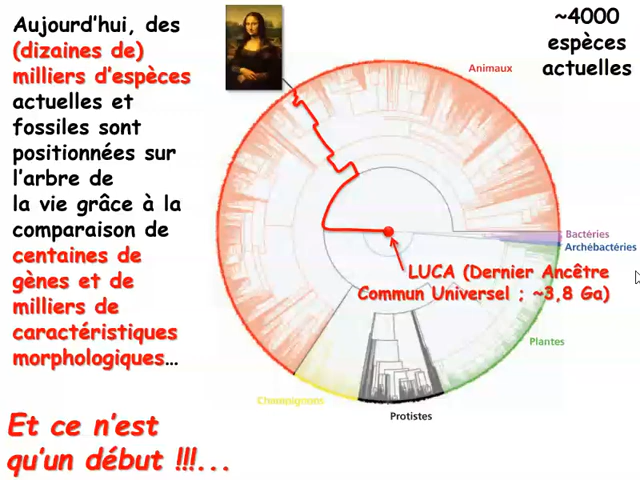 Aujourd'hui, des
(dizaines de)
milliers d'espèces
actuelles et
fossiles sont
positionnées sur
l'arbre de
la vie grâce à la
comparaison de
centaines de
gènes et de
milliers de
caractéristiques
morphologiques...
Et ce n'est
qu'un début !!!...
~4000
espèces
actuelles
Animaux
Bactéries
Archébactéries
LUCA (Dernier Ancêtre
Commun Universel ; ~3,8 Ga)
Plantes
Champignons
Protistes